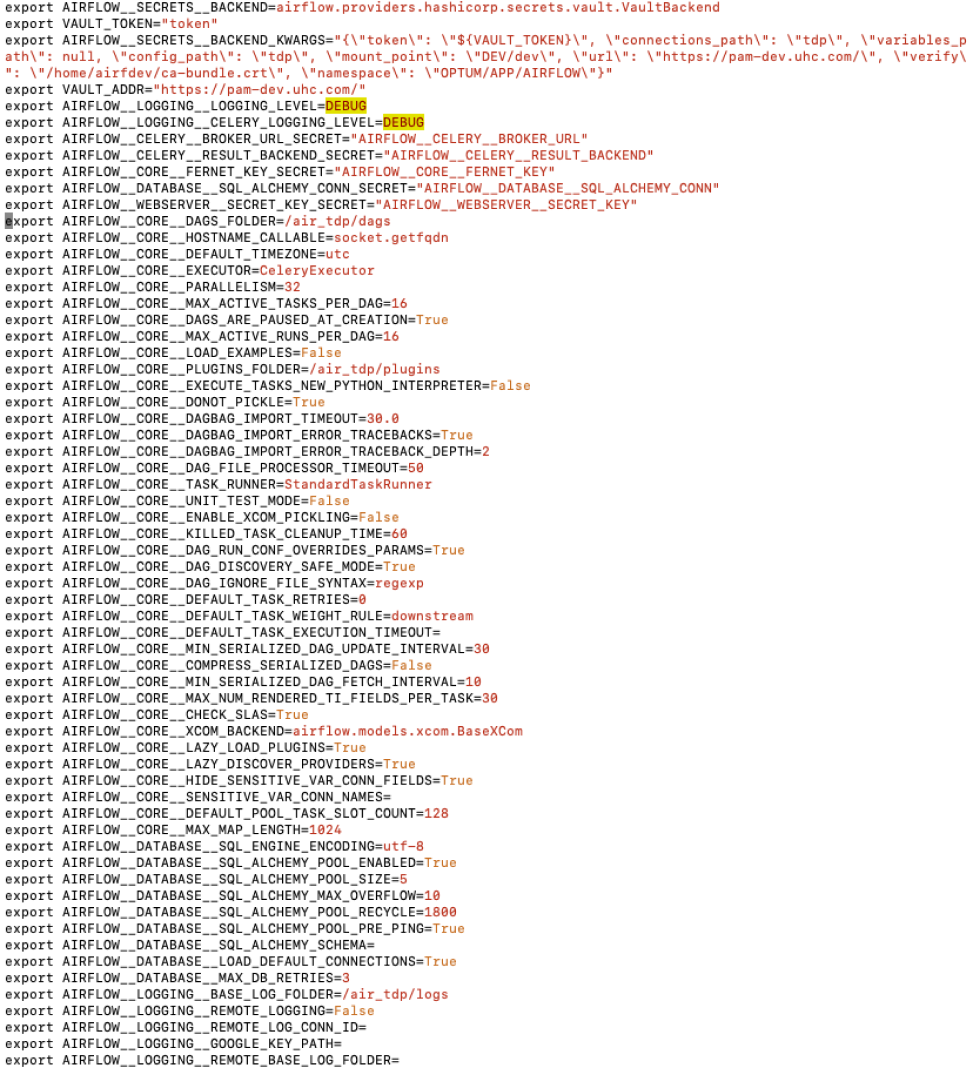 export AIRFLOW__SECRETS__BACKEND=airflow.providers.hashicorp.secrets.vault.VaultBackend
export VAULT_TOKEN="token"
export AIRFLOW__SECRETS__BACKEND_KWARGS="{\"token\": \"${VAULT_TOKEN}\", \"connections_path\": \"tdp\", \"variables_p
ath\": null, \"config_path\": \"tdp\", \"mount_point\": \"DEV/dev\", \"url\": \"https://pam-dev.uhc.com/\", \"verify\
": \"/home/airfdev/ca-bundle.crt\", \"namespace\": \"OPTUM/APP/AIRFLOW\"}"
export VAULT_ADDR="https://pam-dev.uhc.com/"
export AIRFLOW__LOGGING__LOGGING_LEVEL=DEBUG
export AIRFLOW__LOGGING__CELERY_LOGGING_LEVEL=DEBUG
export AIRFLOW__CELERY__BROKER_URL_SECRET="AIRFLOW__CELERY__BROKER_URL"
export AIRFLOW__CELERY__RESULT_BACKEND_SECRET="AIRFLOW__CELERY__RESULT_BACKEND"
export AIRFLOW__CORE__FERNET_KEY_SECRET="AIRFLOW__CORE__FERNET_KEY"
export AIRFLOW__DATABASE__SQL_ALCHEMY_CONN_SECRET="AIRFLOW__DATABASE__SQL_ALCHEMY_CONN"
export AIRFLOW__WEBSERVER__SECRET_KEY_SECRET="AIRFLOW__WEBSERVER__SECRET_KEY"
export AIRFLOW__CORE__DAGS_FOLDER=/air_tdp/dags
export AIRFLOW__CORE__HOSTNAME_CALLABLE=socket.getfqdn
export AIRFLOW__CORE__DEFAULT_TIMEZONE=utc
export AIRFLOW__CORE__EXECUTOR=CeleryExecutor
export AIRFLOW__CORE__PARALLELISM=32
export AIRFLOW__CORE__MAX_ACTIVE_TASKS_PER_DAG=16
export AIRFLOW__CORE__DAGS_ARE_PAUSED_AT_CREATION=True
export AIRFLOW__CORE__MAX_ACTIVE_RUNS_PER_DAG=16
export AIRFLOW__CORE__LOAD_EXAMPLES=False
export AIRFLOW__CORE__PLUGINS_FOLDER=/air_tdp/plugins
export AIRFLOW__CORE__EXECUTE_TASKS_NEW_PYTHON_INTERPRETER=False
export AIRFLOW__CORE__DONOT_PICKLE=True
export AIRFLOW__CORE__DAGBAG_IMPORT_TIMEOUT=30.0
export AIRFLOW__CORE__DAGBAG_IMPORT_ERROR_TRACEBACKS=True
export AIRFLOW__CORE__DAGBAG_IMPORT_ERROR_TRACEBACK_DEPTH=2
export AIRFLOW__CORE__DAG_FILE_PROCESSOR_TIMEOUT=50
export AIRFLOW__CORE__TASK_RUNNER=StandardTaskRunner
export AIRFLOW__CORE__UNIT_TEST_MODE=False
export AIRFLOW__CORE__ENABLE_XCOM_PICKLING=False
export AIRFLOW__CORE__KILLED_TASK_CLEANUP_TIME=60
export AIRFLOW__CORE__DAG_RUN_CONF_OVERRIDES_PARAMS=True
export AIRFLOW__CORE__DAG_DISCOVERY_SAFE_MODE=True
export AIRFLOW__CORE__DAG_IGNORE_FILE_SYNTAX=regexp
export AIRFLOW__CORE__DEFAULT_TASK_RETRIES=0
export AIRFLOW__CORE__DEFAULT_TASK_WEIGHT_RULE=downstream
export AIRFLOW__CORE__DEFAULT_TASK_EXECUTION_TIMEOUT=
export AIRFLOW__CORE__MIN_SERIALIZED_DAG_UPDATE_INTERVAL=30
export AIRFLOW__CORE__COMPRESS_SERIALIZED_DAGS=False
export AIRFLOW__CORE__MIN_SERIALIZED_DAG_FETCH_INTERVAL=10
export AIRFLOW__CORE__MAX_NUM_RENDERED_TI_FIELDS_PER_TASK=30
export AIRFLOW__CORE__CHECK_SLAS=True
export AIRFLOW__CORE__XCOM_BACKEND=airflow.models.xcom.BaseXCom
export AIRFLOW__CORE__LAZY_LOAD_PLUGINS=True
export AIRFLOW__CORE__LAZY_DISCOVER_PROVIDERS=True
export AIRFLOW__CORE__HIDE_SENSITIVE_VAR_CONN_FIELDS=True
export AIRFLOW__CORE__SENSITIVE_VAR_CONN_NAMES=
export AIRFLOW__CORE__DEFAULT_POOL_TASK_SLOT_COUNT=128
export AIRFLOW__CORE__MAX_MAP_LENGTH=1024
export AIRFLOW__DATABASE__SQL_ENGINE_ENCODING=utf-8
export AIRFLOW__DATABASE__SQL_ALCHEMY_POOL_ENABLED=True
export AIRFLOW__DATABASE__SQL_ALCHEMY_POOL_SIZE=5
export AIRFLOW__DATABASE__SQL_ALCHEMY_MAX_OVERFLOW=10
export AIRFLOW__DATABASE__SQL_ALCHEMY_POOL_RECYCLE=1800
export AIRFLOW__DATABASE__SQL_ALCHEMY_POOL_PRE_PING=True
export AIRFLOW__DATABASE__SQL_ALCHEMY_SCHEMA=
export AIRFLOW__DATABASE__LOAD_DEFAULT_CONNECTIONS=True
export AIRFLOW__DATABASE__MAX_DB_RETRIES=3
export AIRFLOW__LOGGING__BASE_LOG_FOLDER=/air_tdp/logs
export AIRFLOW__LOGGING__REMOTE_LOGGING=False
export AIRFLOW__LOGGING__REMOTE_LOG_CONN_ID=
export AIRFLOW__LOGGING__GOOGLE_KEY_PATH=
export AIRFLOW__LOGGING__REMOTE_BASE_LOG_FOLDER=